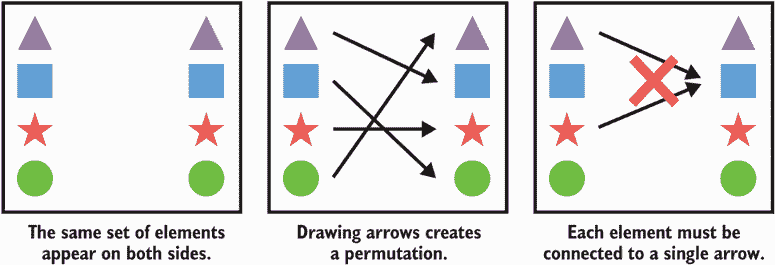 The same set of elements
appear on both sides.
Drawing arrows creates
a permutation.
Each element must be
connected to a single arrow.